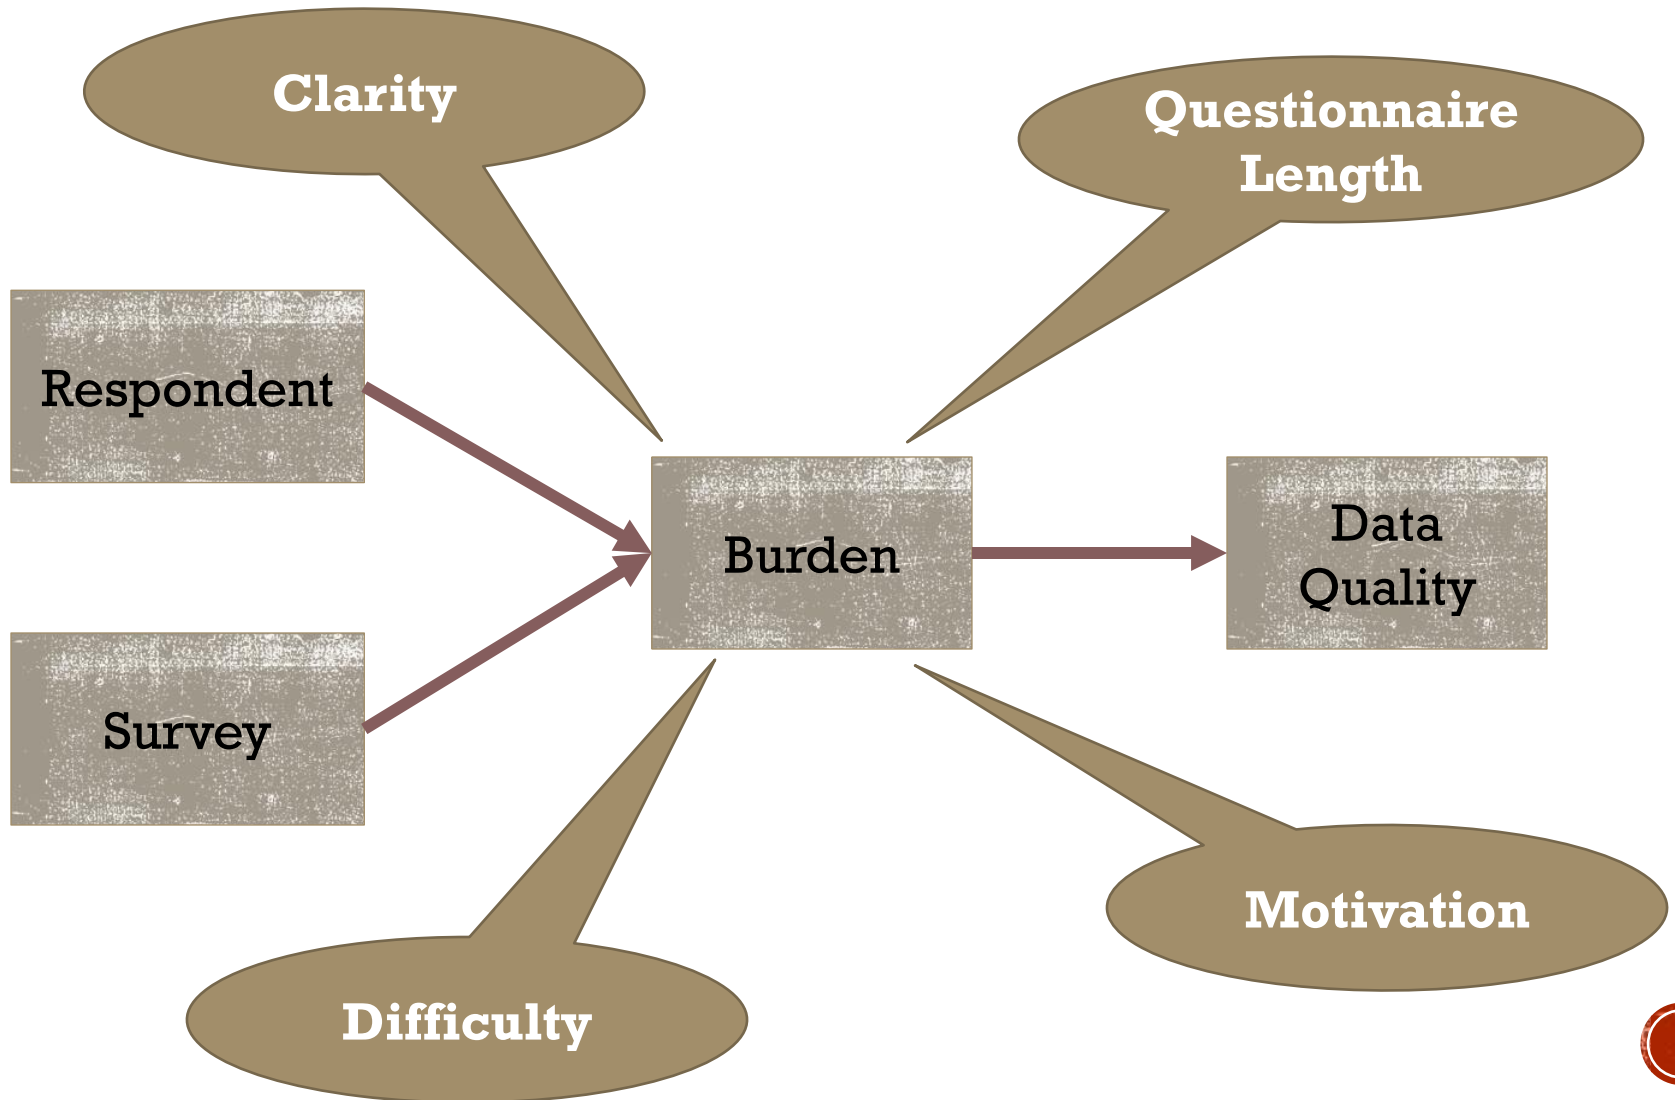 Clarity
Questionnaire
Length
Respondent
Burden
Data
Quality
Survey
Motivation
Difficulty